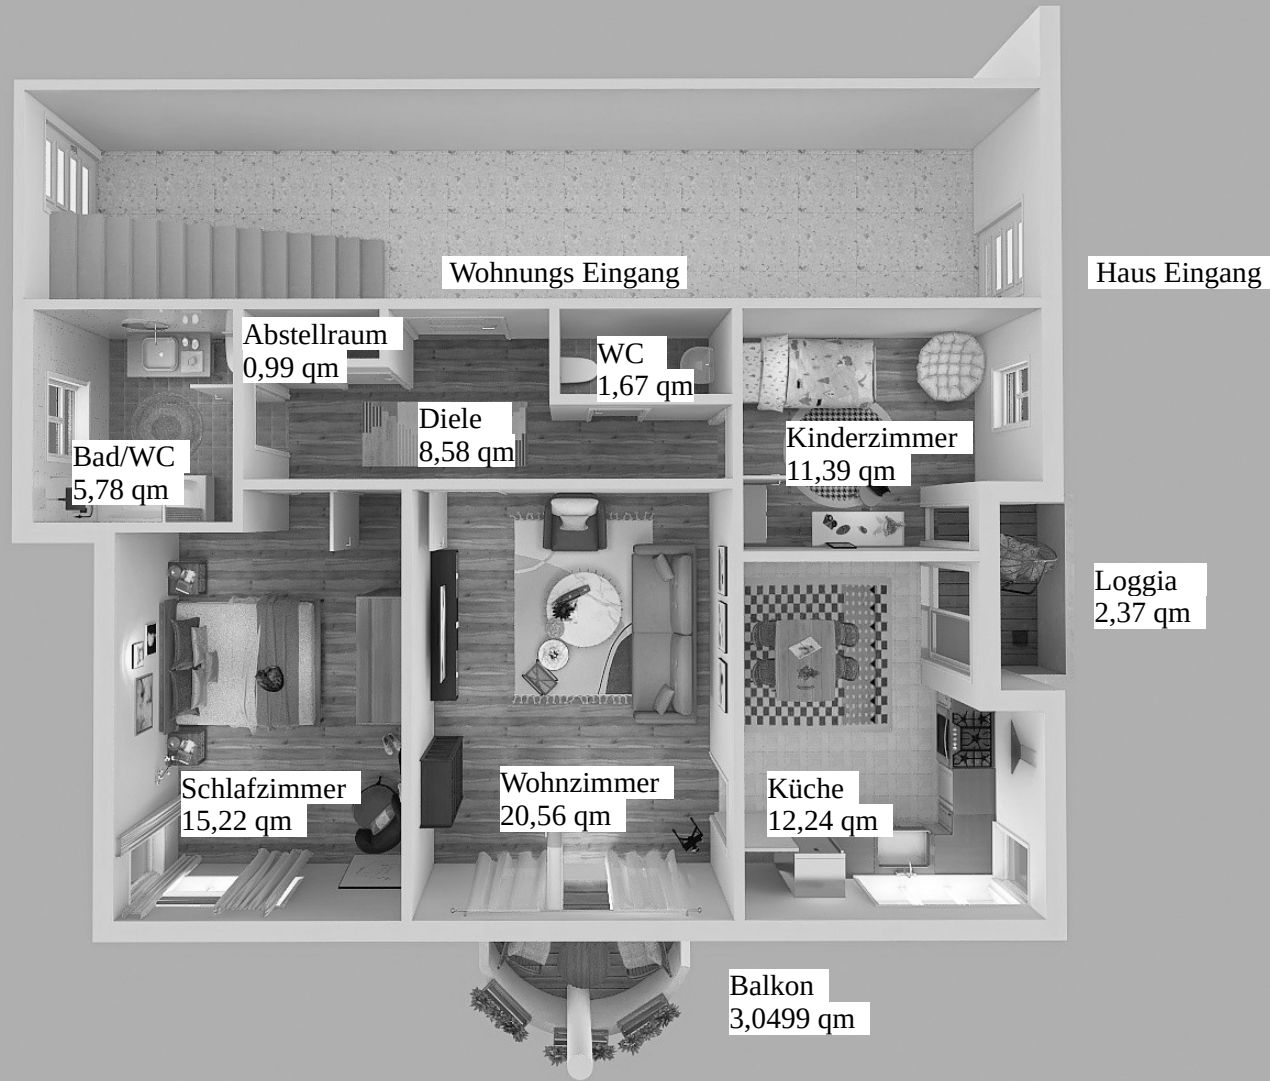 Wohnungs Eingang
Haus Eingang
Abstellraum
0,99 qm
WC
1,67 qm
Diele
8,58 qm
Kinderzimmer
11,39 qm
Bad/WC
5,78 qm
Loggia
2,37 qm
Schlafzimmer
15,22 qm
Wohnzimmer
20,56 qm
Küche
12,24 qm
Balkon
3,0499 qm